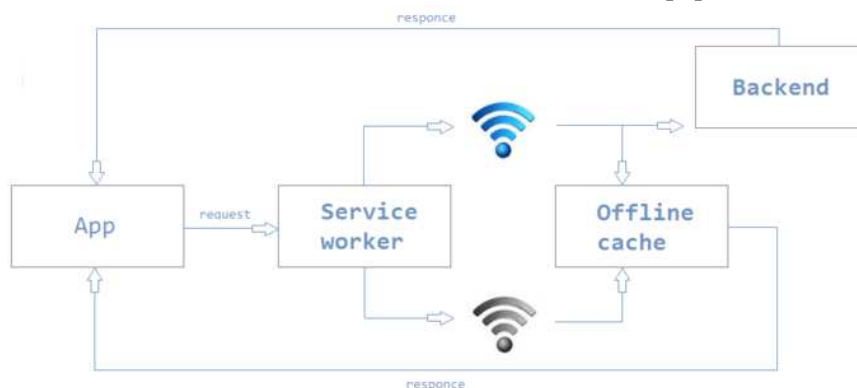 responce
Backend
App
request
Service
worker
Offline
cache
responce